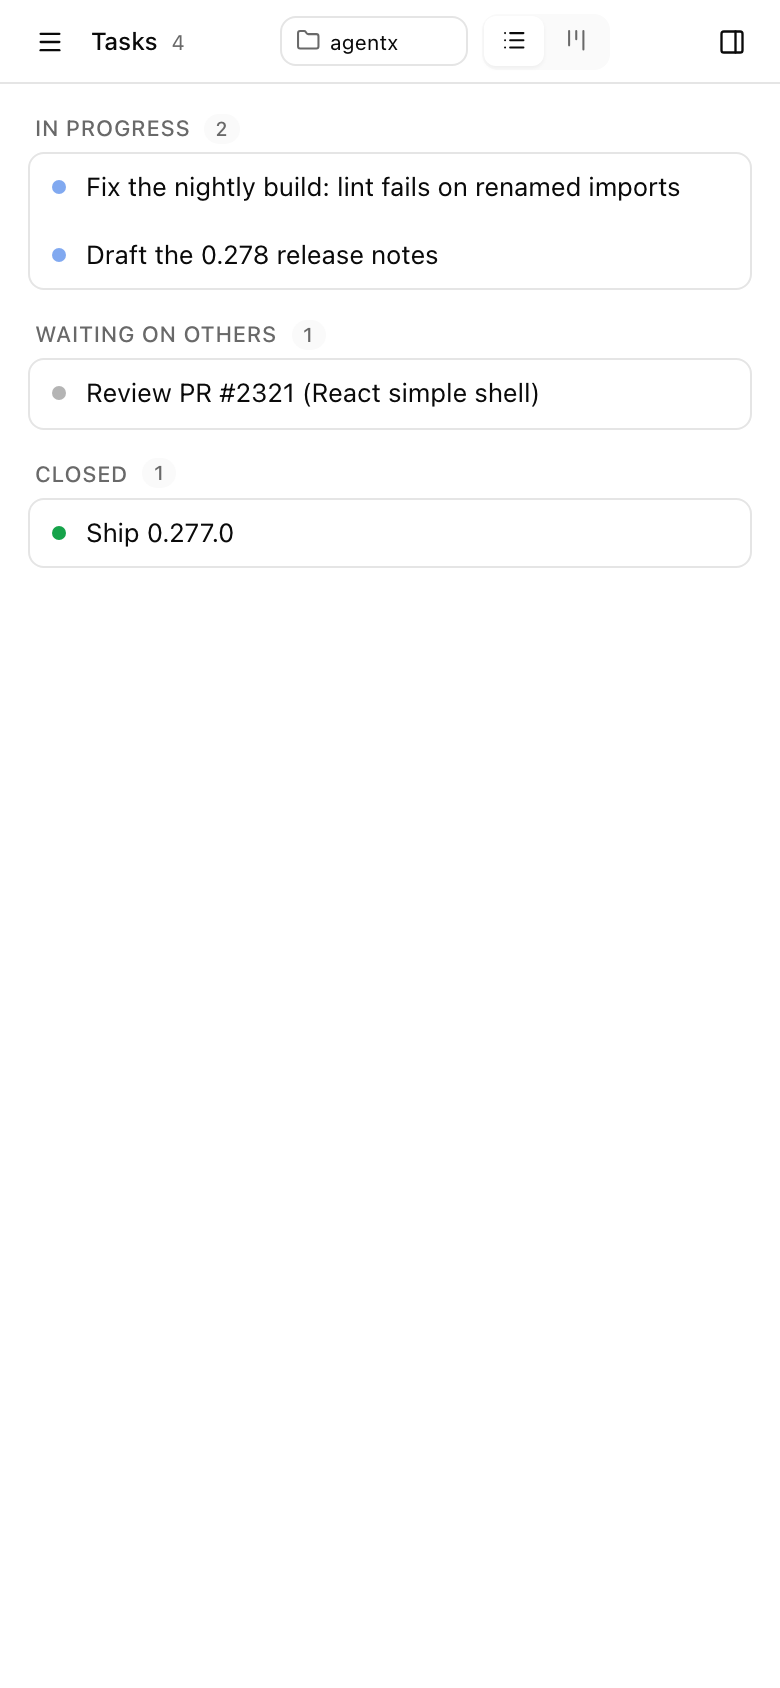 Tasks 4
agentx
IN PROGRESS 2
Fix the nightly build: lint fails on renamed imports
Draft the 0.278 release notes
WAITING ON OTHERS 1
Review PR #2321 (React simple shell)
CLOSED 1
Ship 0.277.0